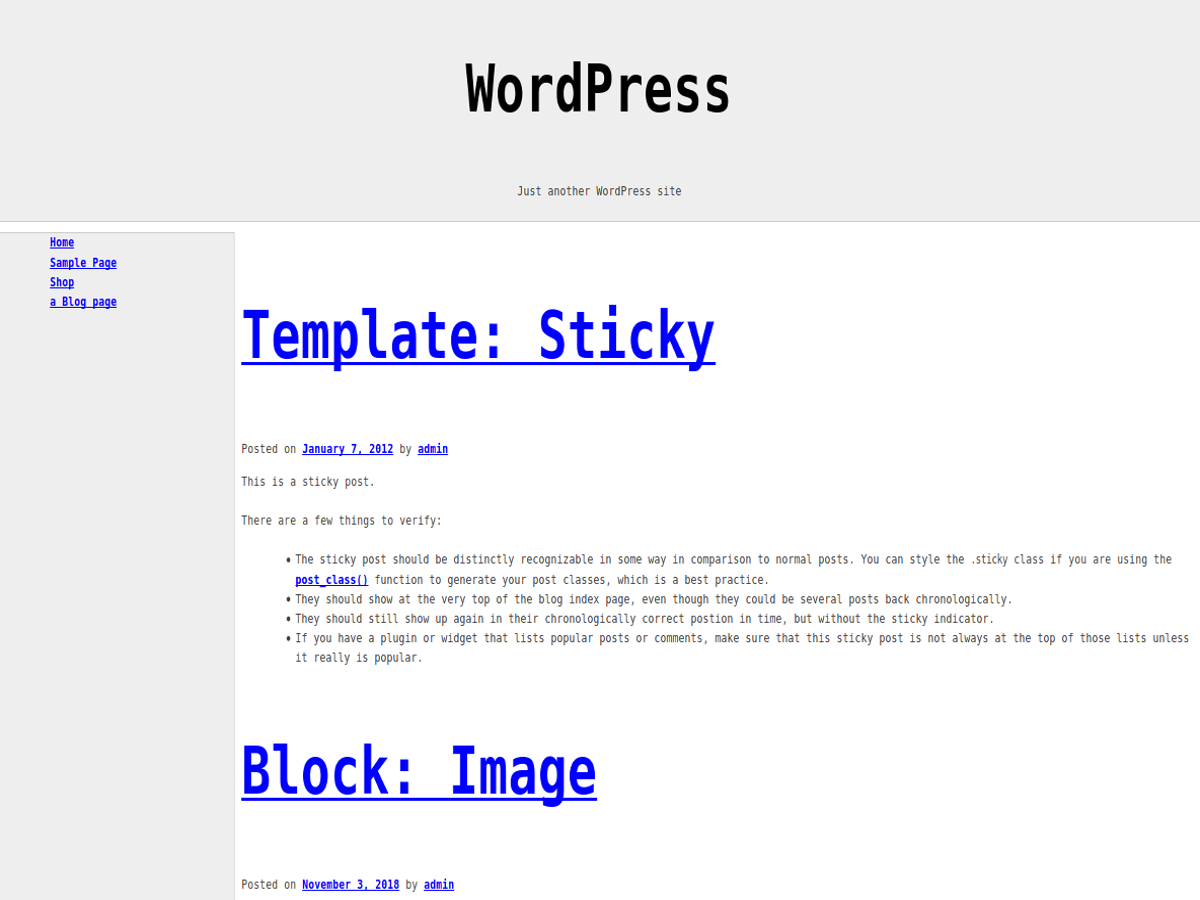 WordPress
Just another WordPress site
Home
Sample Page
Shop
a Blog page
Template: Sticky
Posted on January 7, 2012 by admin
This is a sticky post.
There are a few things to verify:
• The sticky post should be distinctly recognizable in some way in comparison to normal posts. You can style the .sticky class if you are using the
post_class() function to generate your post classes, which is a best practice.
• They should show at the very top of the blog index page, even though they could be several posts back chronologically.
• They should still show up again in their chronologically correct postion in time, but without the sticky indicator.
• If you have a plugin or widget that lists popular posts or comments, make sure that this sticky post is not always at the top of those lists unless
it really is popular.
Block: Image
Posted on November 3, 2018 by admin